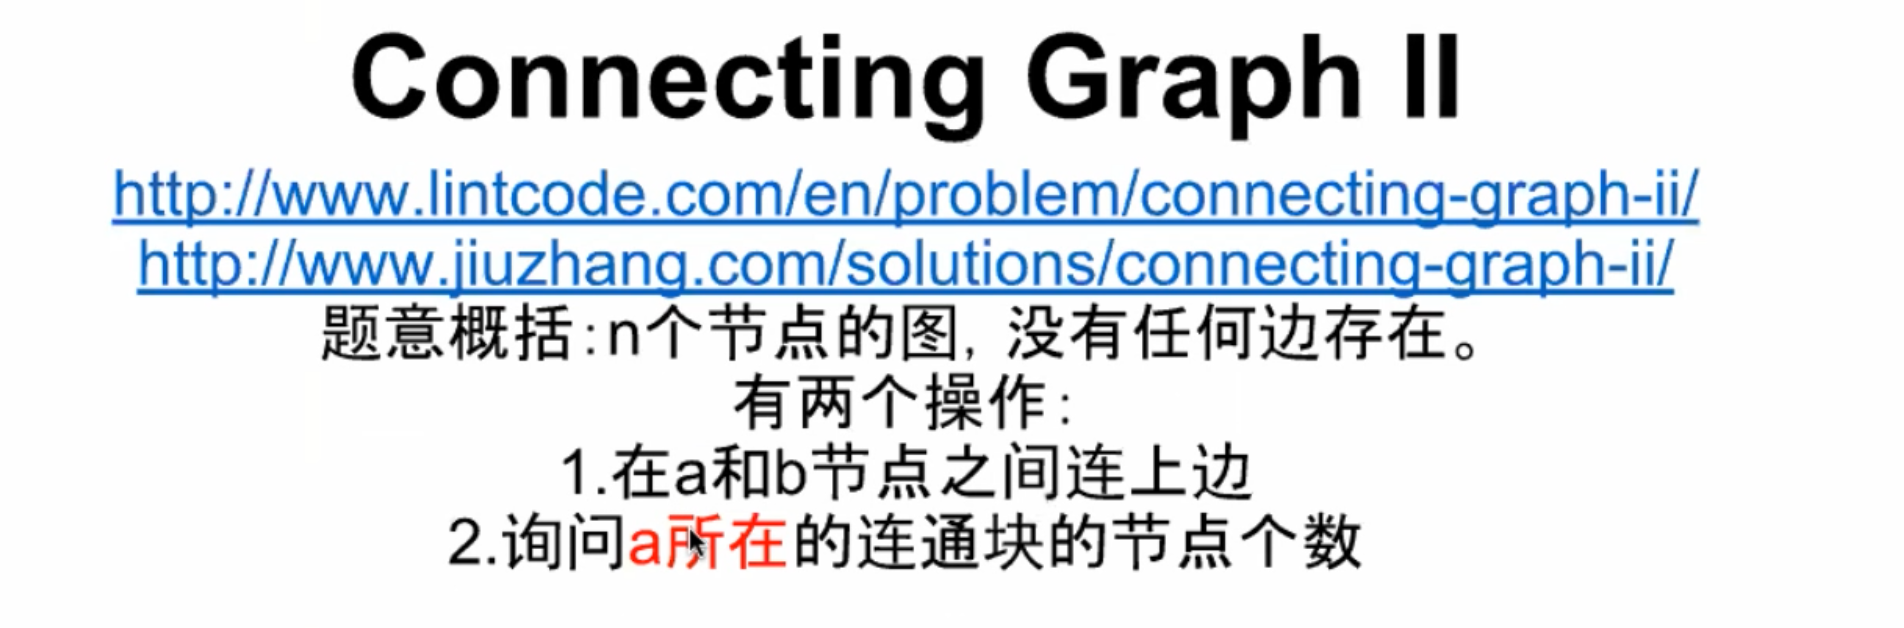 Connecting Graph II
http://www.lintcode.com/en/problem/connecting-graph-ii/
http://www.jiuzhang.com/solutions/connecting-graph-ii/
题意概括:n个节点的图, 没有任何边存在。
有两个操作:
1.在a和b节点之间连上边
2.询问a所在的连通块的节点个数